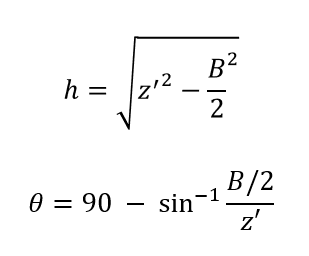 h = √(z′² − B²/2)
θ = 90 − sin⁻¹ (B/2)/z′